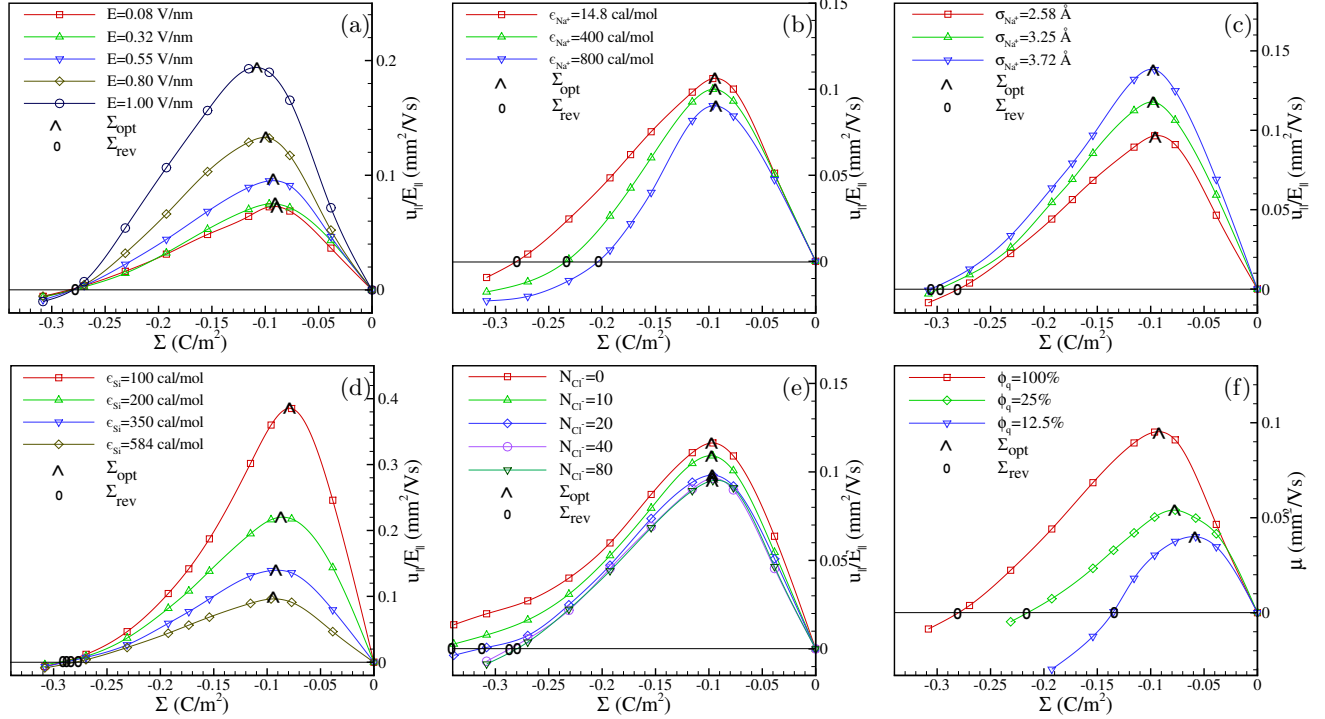 (a)
E=0.08 V/nm
E=0.32 V/nm
E=0.55 V/nm
E=0.80 V/nm
E=1.00 V/nm
Σopt
Σrev
0.2
0.1
0
u||/E|| (mm²/Vs)
-0.3 -0.25 -0.2 -0.15 -0.1 -0.05 0
Σ (C/m²)
(b)
ϵNa⁺=14.8 cal/mol
ϵNa⁺=400 cal/mol
ϵNa⁺=800 cal/mol
Σopt
Σrev
0.15
0.1
0.05
0
u||/E|| (mm²/Vs)
-0.3 -0.25 -0.2 -0.15 -0.1 -0.05 0
Σ (C/m²)
(c)
σNa⁺=2.58 Å
σNa⁺=3.25 Å
σNa⁺=3.72 Å
Σopt
Σrev
0.15
0.1
0.05
0
u||/E|| (mm²/Vs)
-0.3 -0.25 -0.2 -0.15 -0.1 -0.05 0
Σ (C/m²)
(d)
ϵSi=100 cal/mol
ϵSi=200 cal/mol
ϵSi=350 cal/mol
ϵSi=584 cal/mol
Σopt
Σrev
0.4
0.3
0.2
0.1
0
u||/E|| (mm²/Vs)
-0.3 -0.25 -0.2 -0.15 -0.1 -0.05 0
Σ (C/m²)
(e)
NCl⁻=0
NCl⁻=10
NCl⁻=20
NCl⁻=40
NCl⁻=80
Σopt
Σrev
0.15
0.1
0.05
0
u||/E|| (mm²/Vs)
-0.3 -0.25 -0.2 -0.15 -0.1 -0.05 0
Σ (C/m²)
(f)
ϕq=100%
ϕq=25%
ϕq=12.5%
Σopt
Σrev
0.1
0.05
0
μ (mm²/Vs)
-0.3 -0.25 -0.2 -0.15 -0.1 -0.05 0
Σ (C/m²)